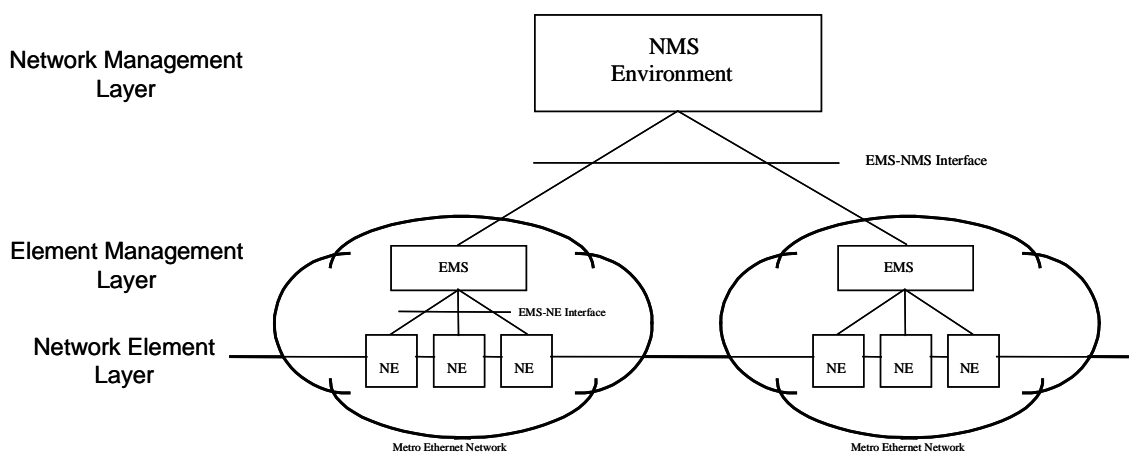 Network Management
Layer
NMS
Environment
EMS-NMS Interface
Element Management
Layer
EMS
EMS
EMS-NE Interface
Network Element
Layer
NE
NE
NE
NE
NE
NE
Metro Ethernet Network
Metro Ethernet Network